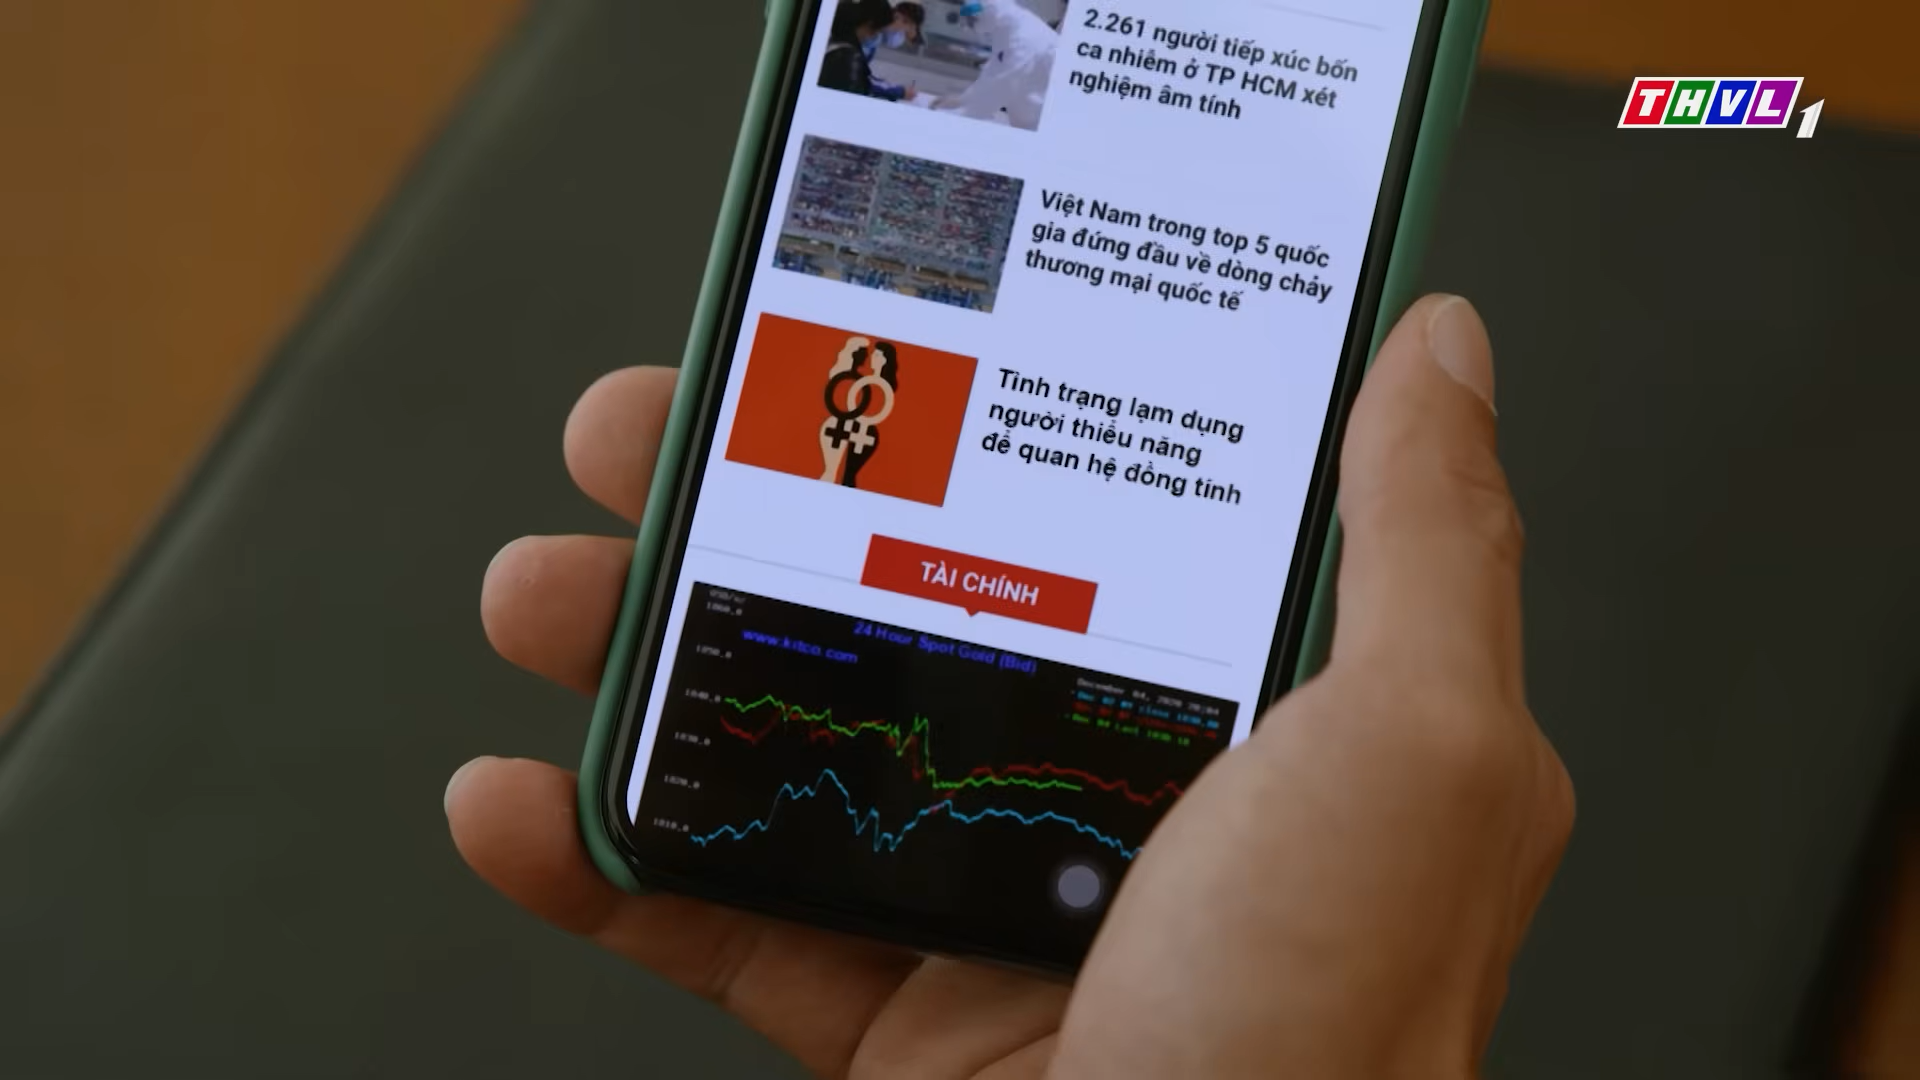 2.261 người tiếp xúc bốn
ca nhiễm ở TP HCM xét
nghiệm âm tính
THVL1
Việt Nam trong top 5 quốc
gia đứng đầu về dòng chảy
thương mại quốc tế
Tình trạng lạm dụng
người thiểu năng
để quan hệ đồng tính
TÀI CHÍNH
24 Hour Spot Gold (Bid)
www.kitco.com